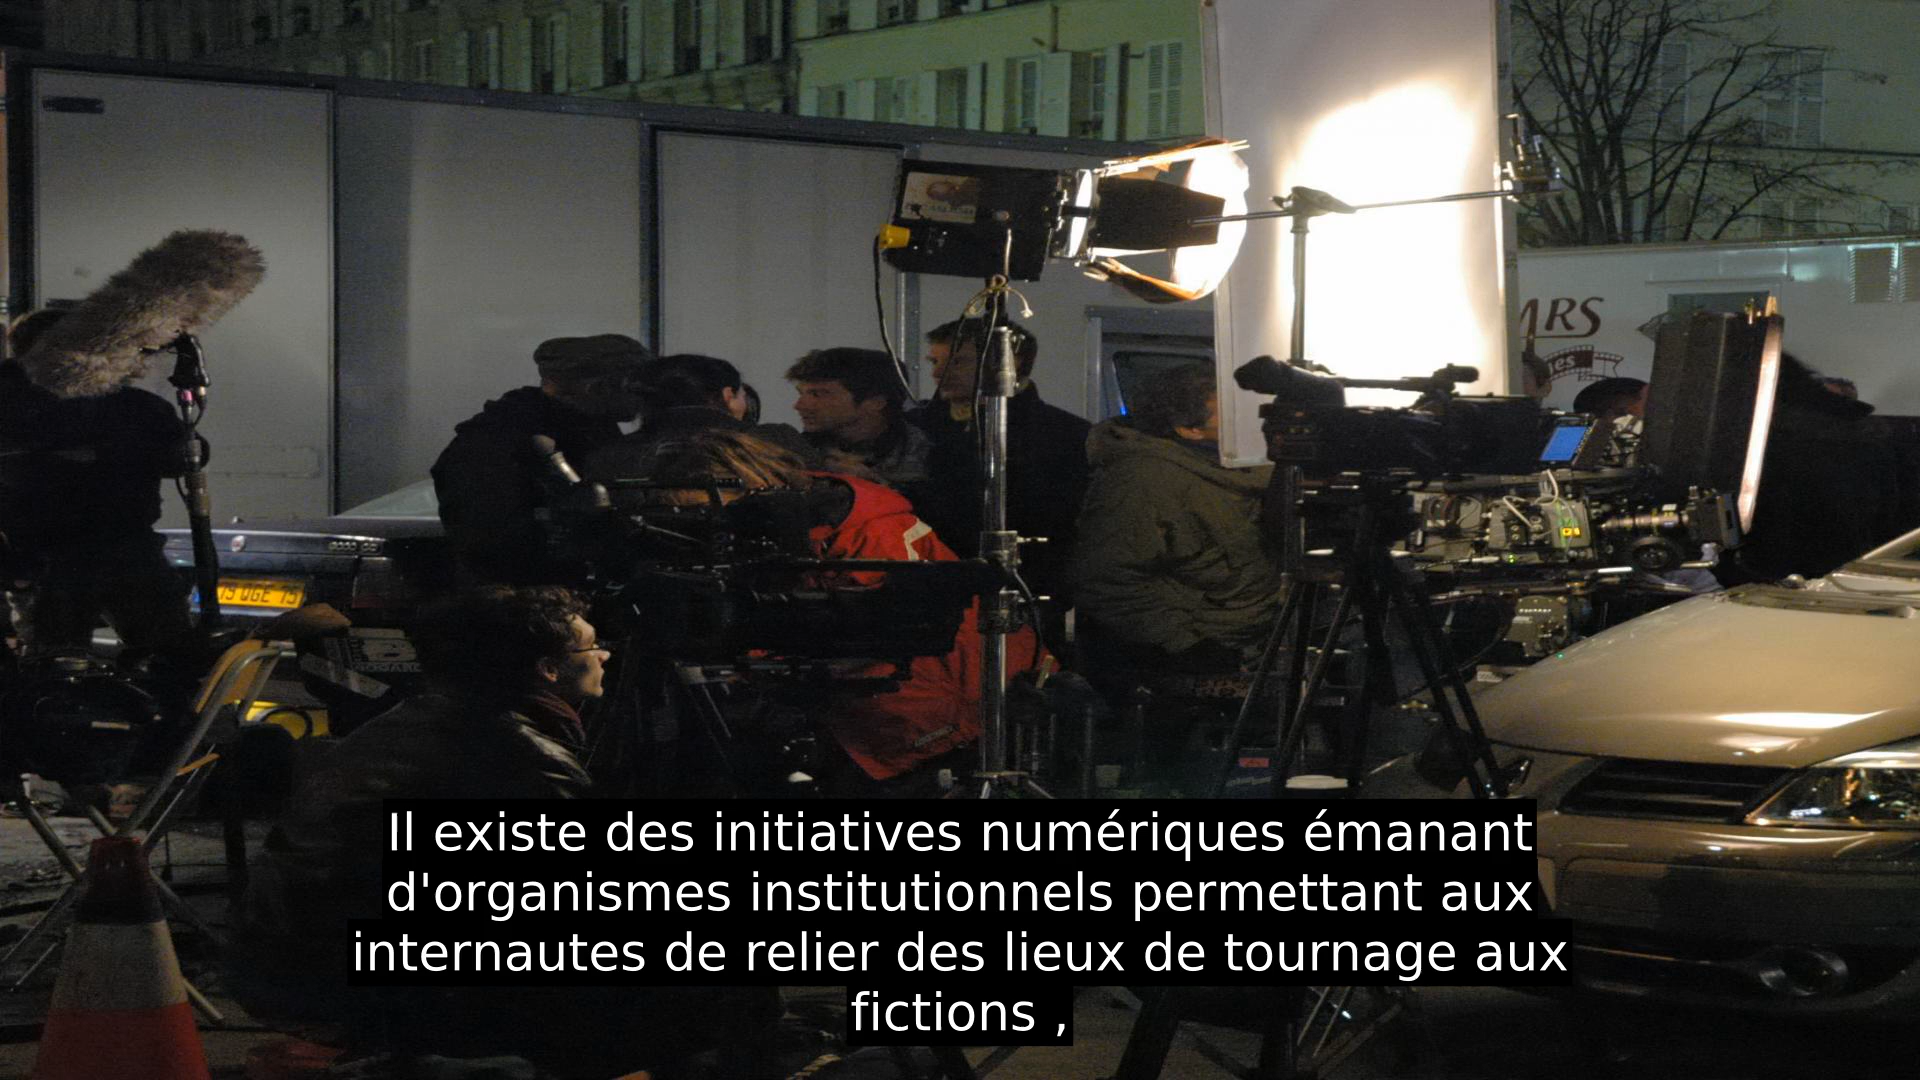 ARS
Il existe des initiatives numériques émanant
d'organismes institutionnels permettant aux
internautes de relier des lieux de tournage aux
fictions ,